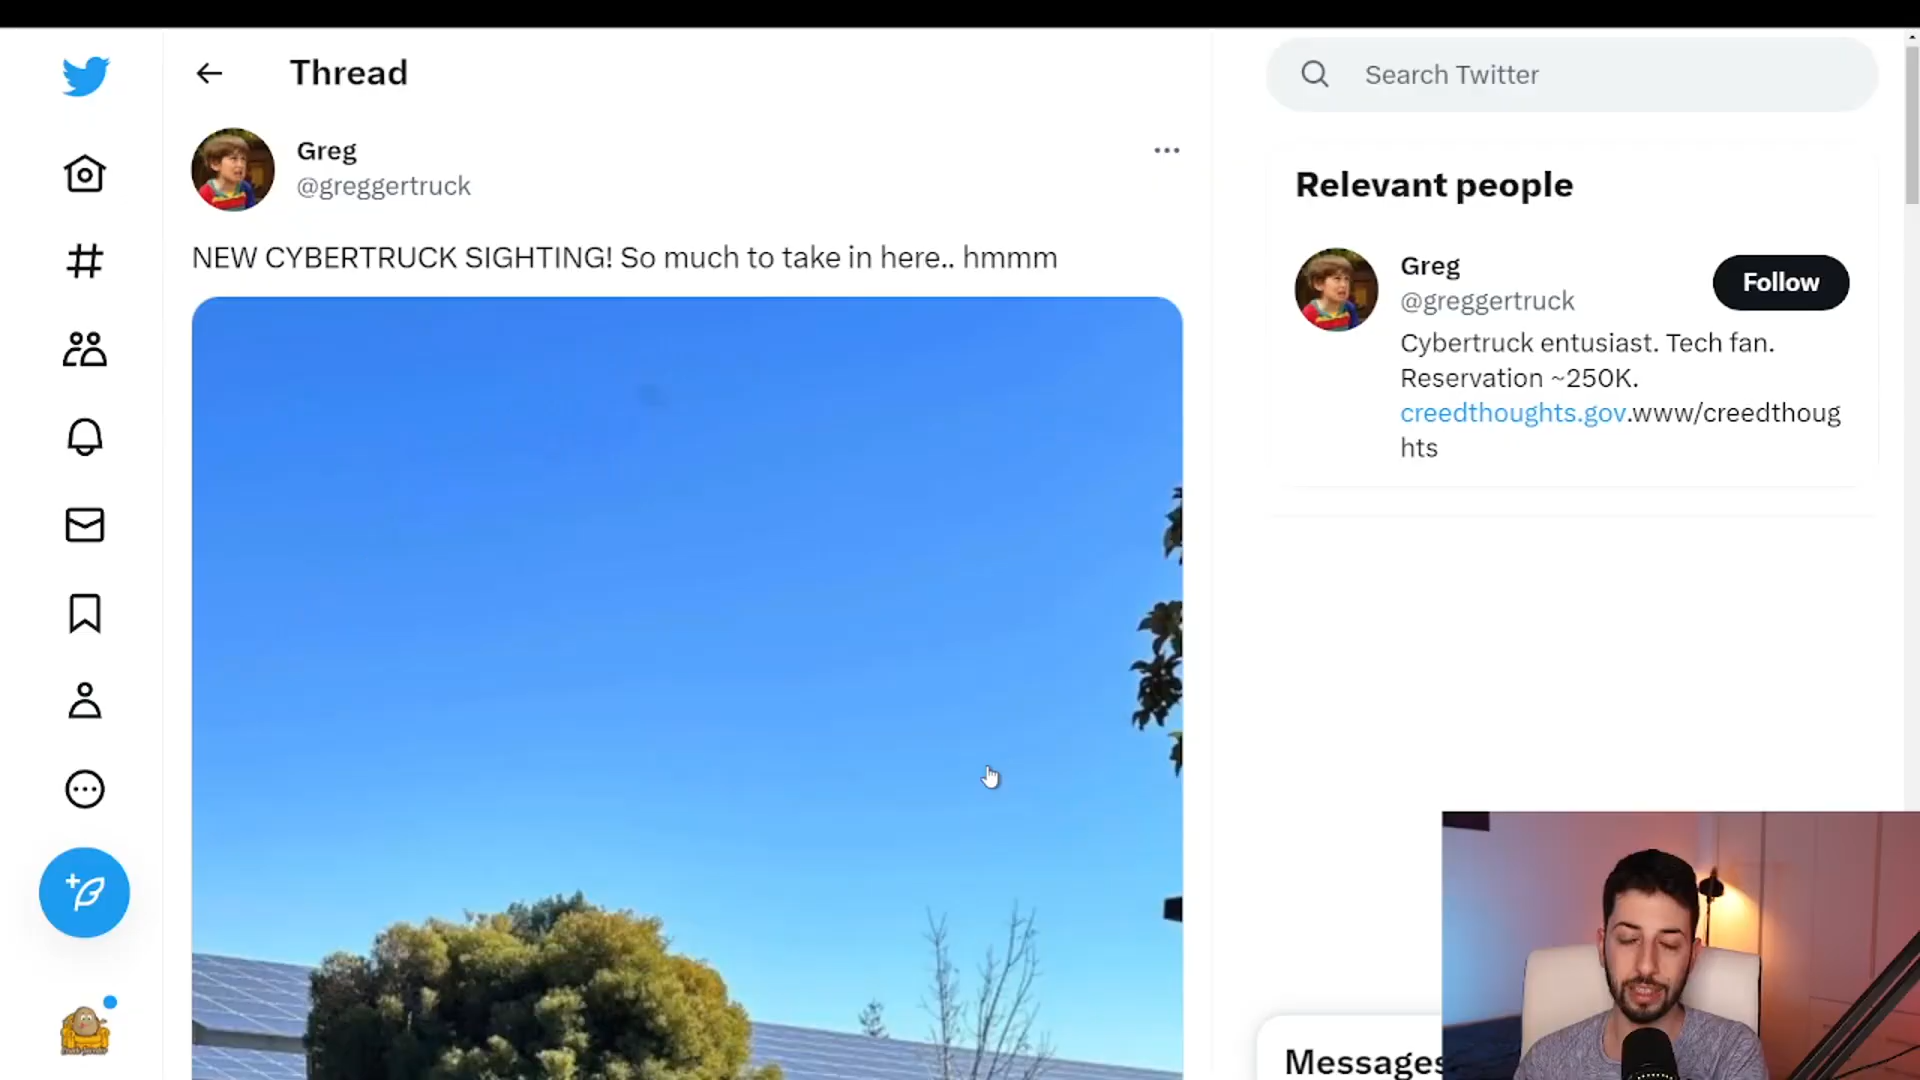 Thread
Search Twitter
Greg
@greggertruck
NEW CYBERTRUCK SIGHTING! So much to take in here.. hmmm
Relevant people
Greg
@greggertruck
Follow
Cybertruck entusiast. Tech fan.
Reservation ~250K.
creedthoughts.gov.www/creedthoug
hts
Messages